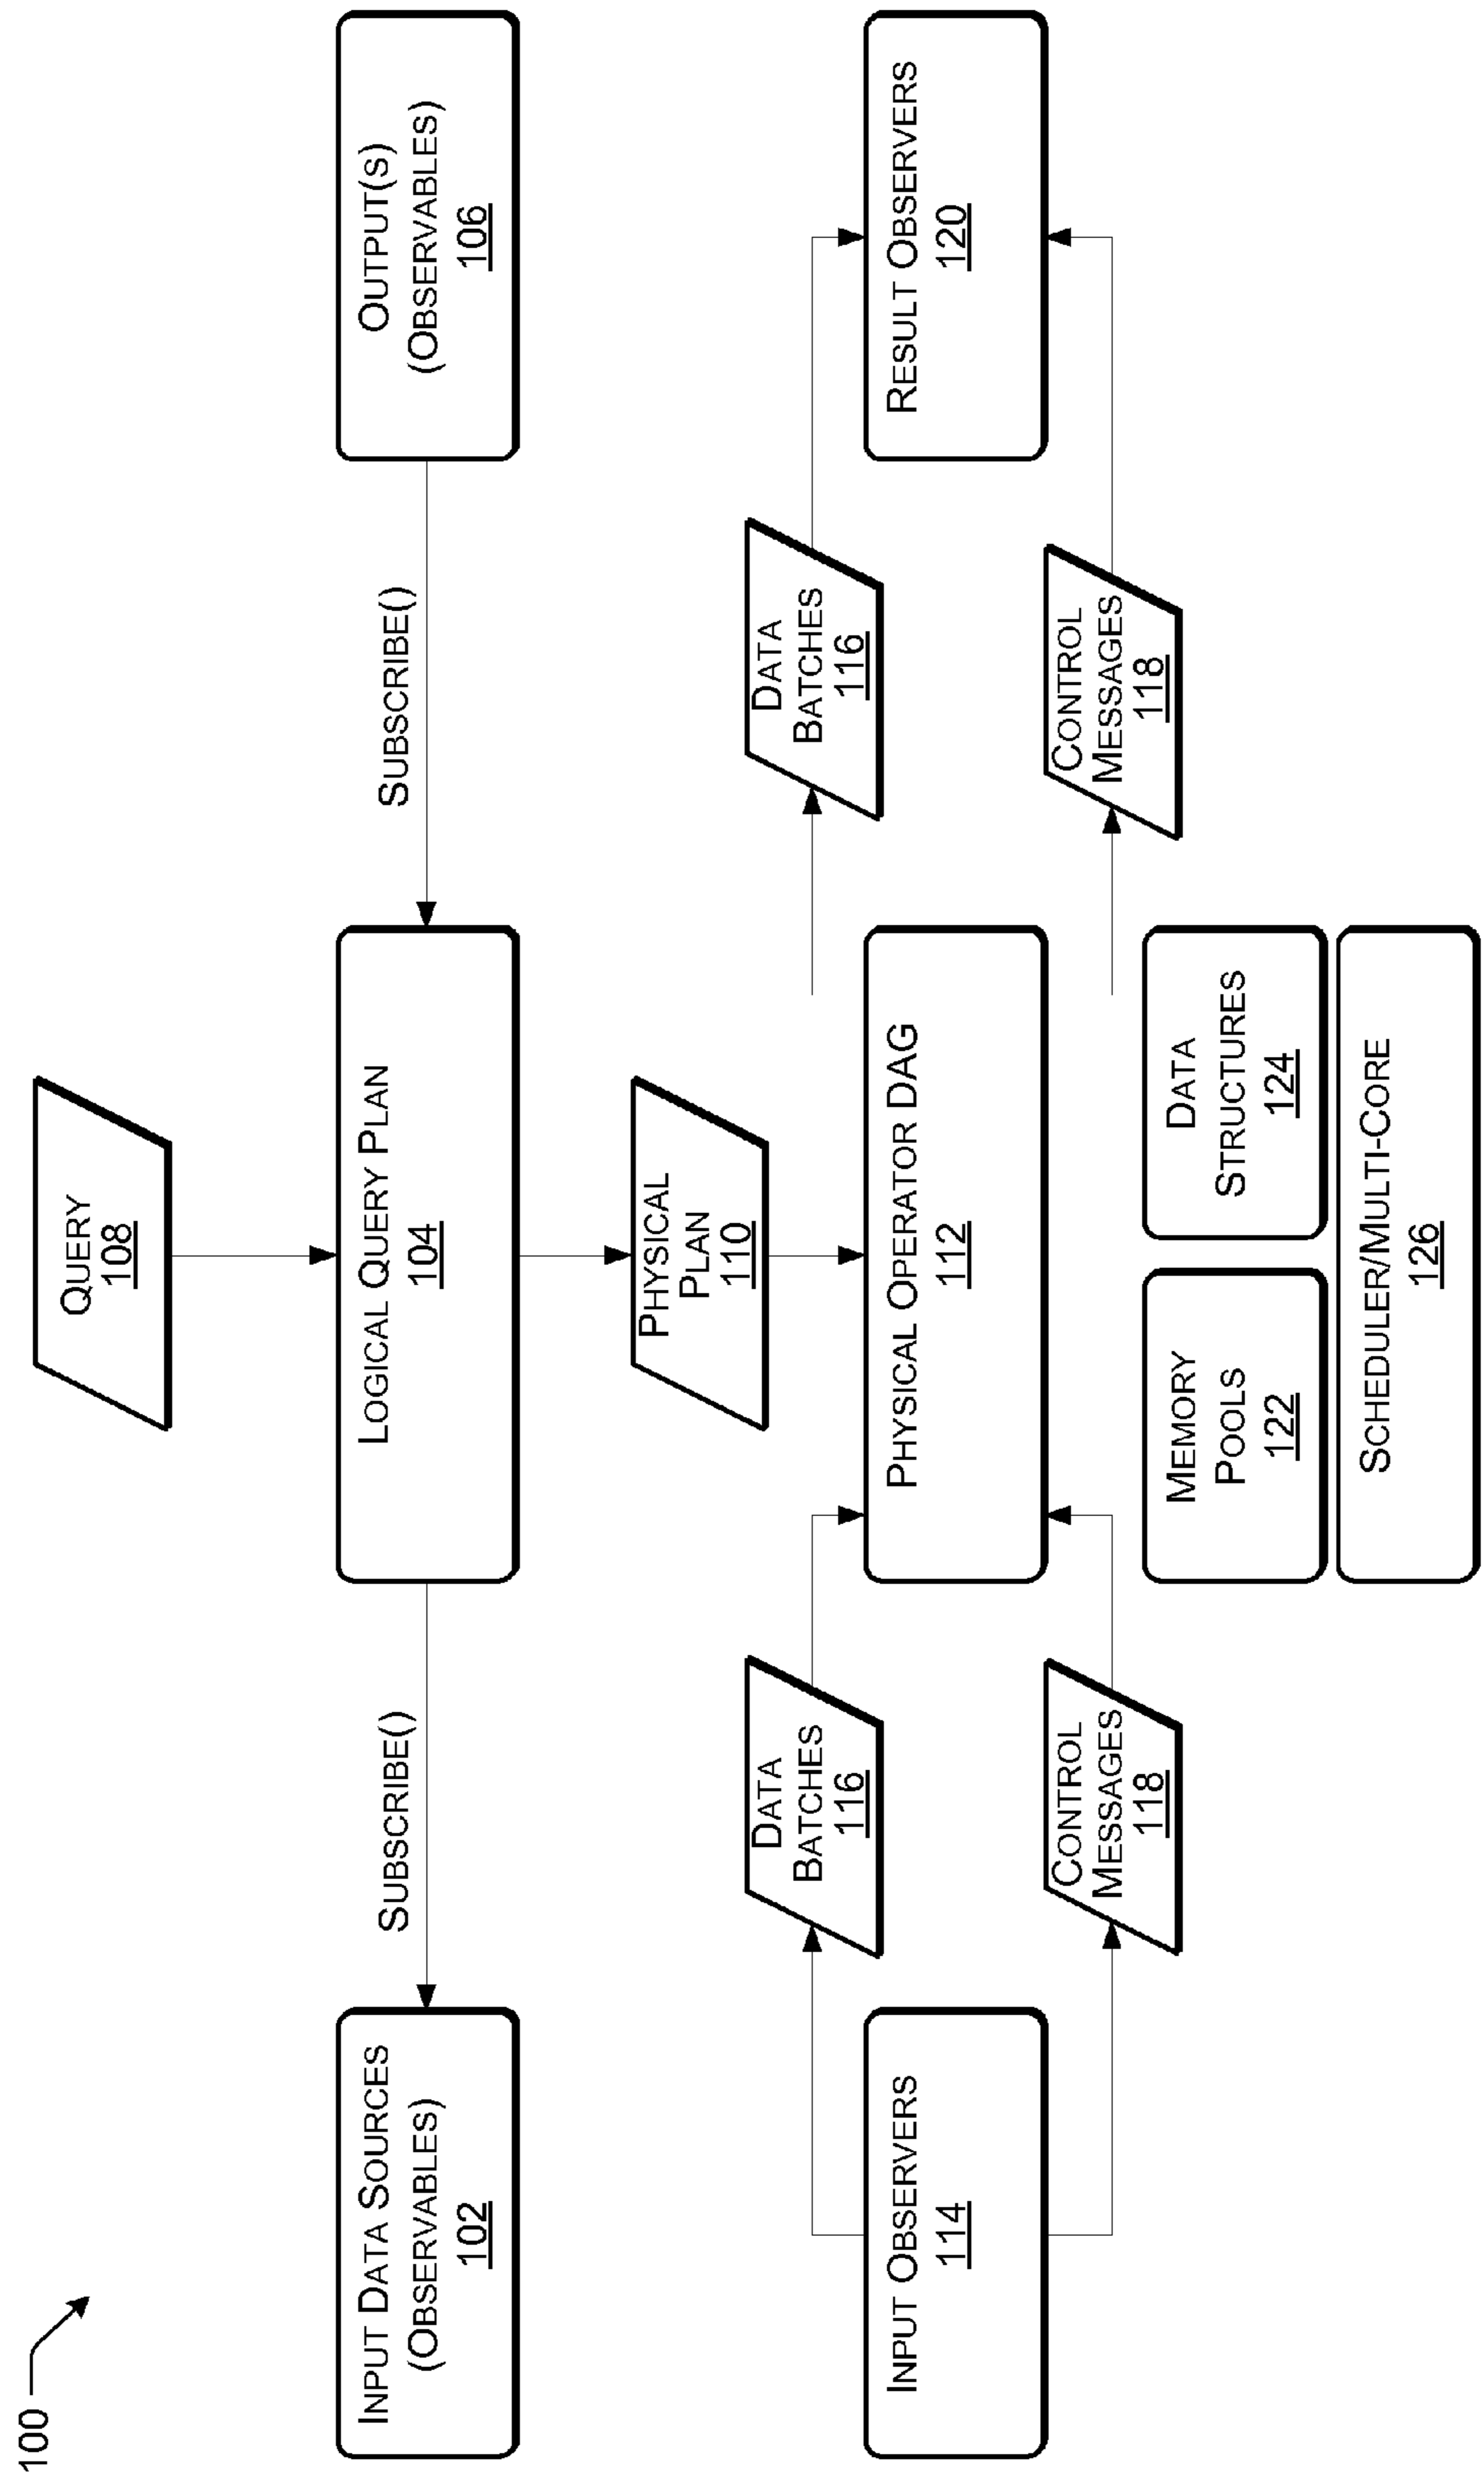 100
QUERY
108
INPUT DATA SOURCES
(OBSERVABLES)
102
SUBSCRIBE()
LOGICAL QUERY PLAN
104
SUBSCRIBE()
OUTPUT(S)
(OBSERVABLES)
106
PHYSICAL
PLAN
110
INPUT OBSERVERS
114
DATA
BATCHES
116
CONTROL
MESSAGES
118
PHYSICAL OPERATOR DAG
112
DATA
BATCHES
116
CONTROL
MESSAGES
118
RESULT OBSERVERS
120
MEMORY
POOLS
122
DATA
STRUCTURES
124
SCHEDULER/MULTI-CORE
126